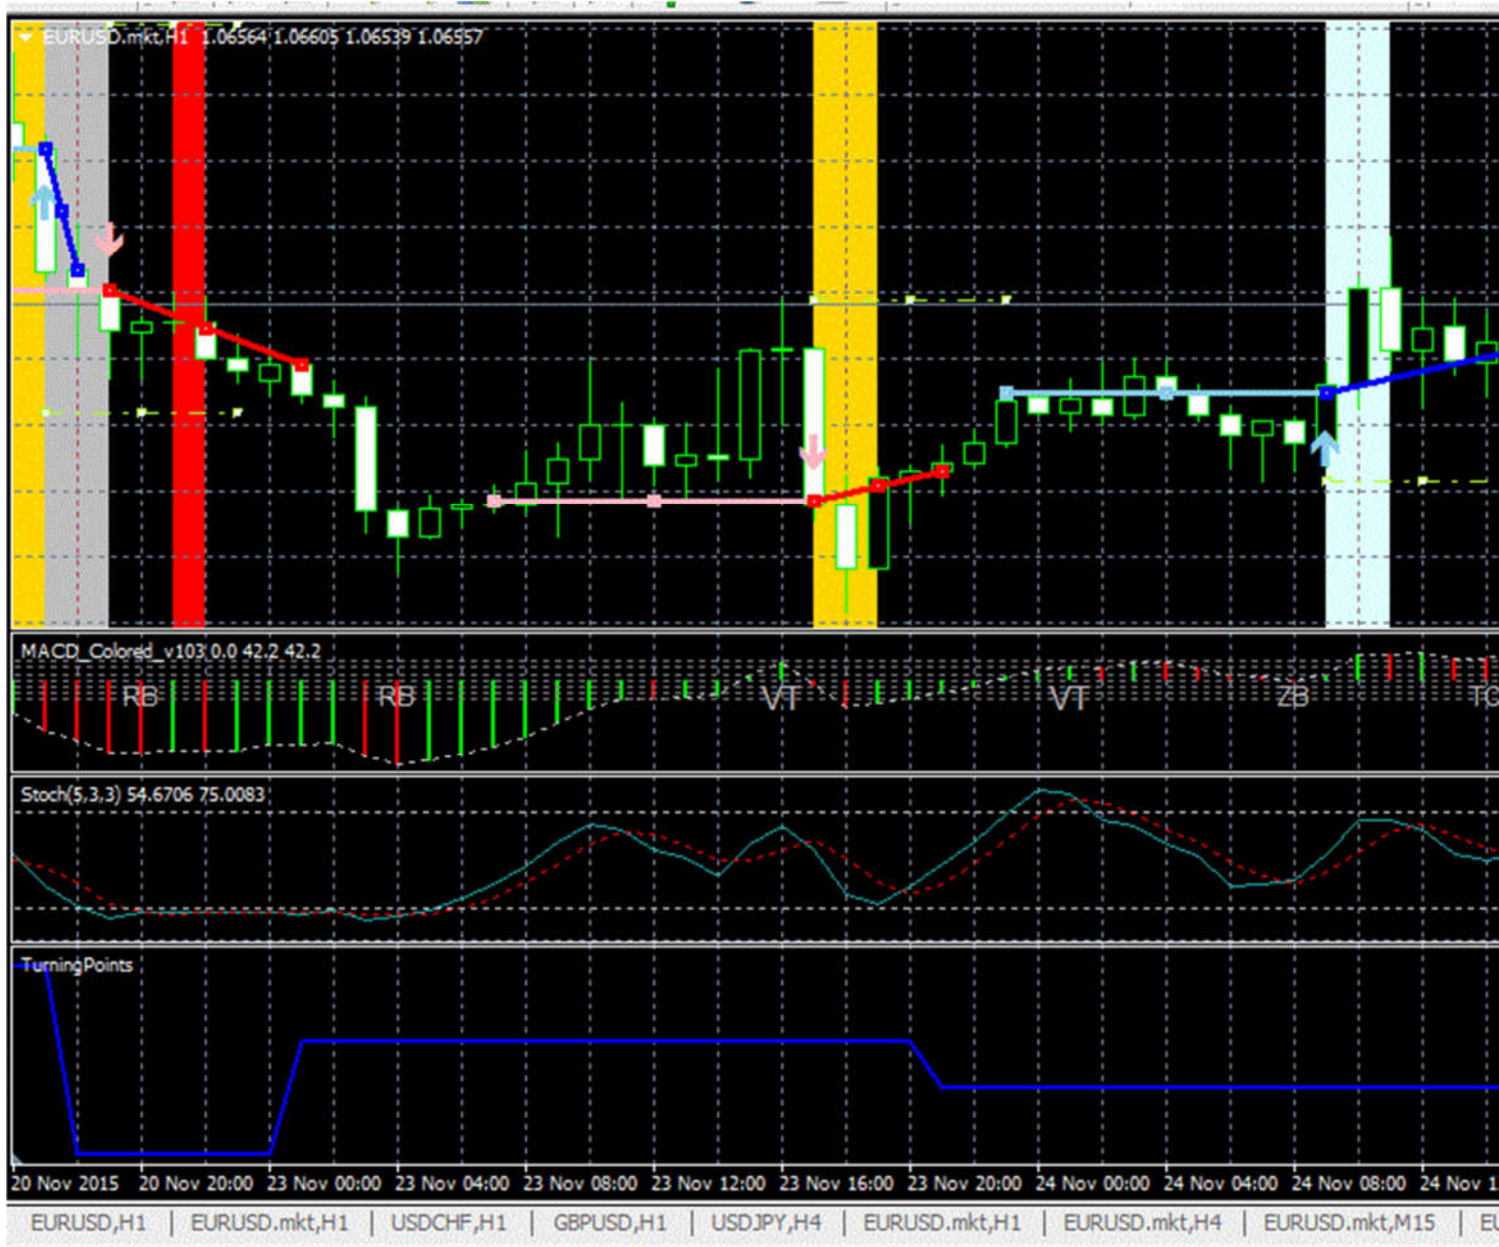 EURUSD.mkt,H1 1.06564 1.06605 1.06539 1.06557
MACD_Colored_v103 0.0 42.2 42.2
RB RB VT VT ZB TC
Stoch(5,3,3) 54.6706 75.0083
TurningPoints
20 Nov 2015 20 Nov 20:00 23 Nov 00:00 23 Nov 04:00 23 Nov 08:00 23 Nov 12:00 23 Nov 16:00 23 Nov 20:00 24 Nov 00:00 24 Nov 04:00 24 Nov 08:00 24 Nov 1
EURUSD,H1 EURUSD.mkt,H1 USDCHF,H1 GBPUSD,H1 USDJPY,H4 EURUSD.mkt,H1 EURUSD.mkt,H4 EURUSD.mkt,M15 EU